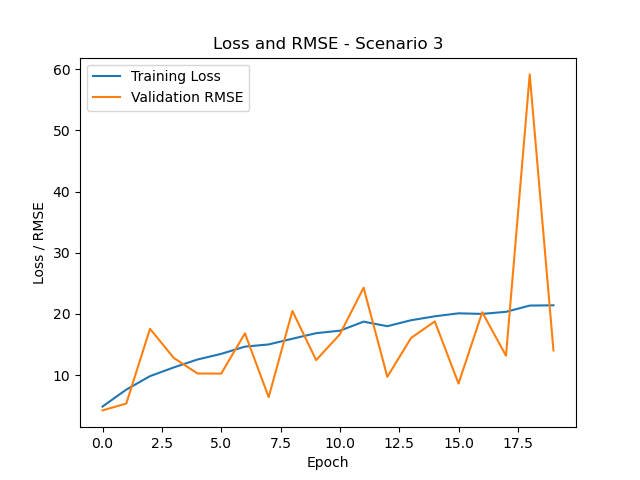 Loss and RMSE - Scenario 3
Training Loss
Validation RMSE
60
50
40
30
20
10
Loss / RMSE
0.0 2.5 5.0 7.5 10.0 12.5 15.0 17.5
Epoch